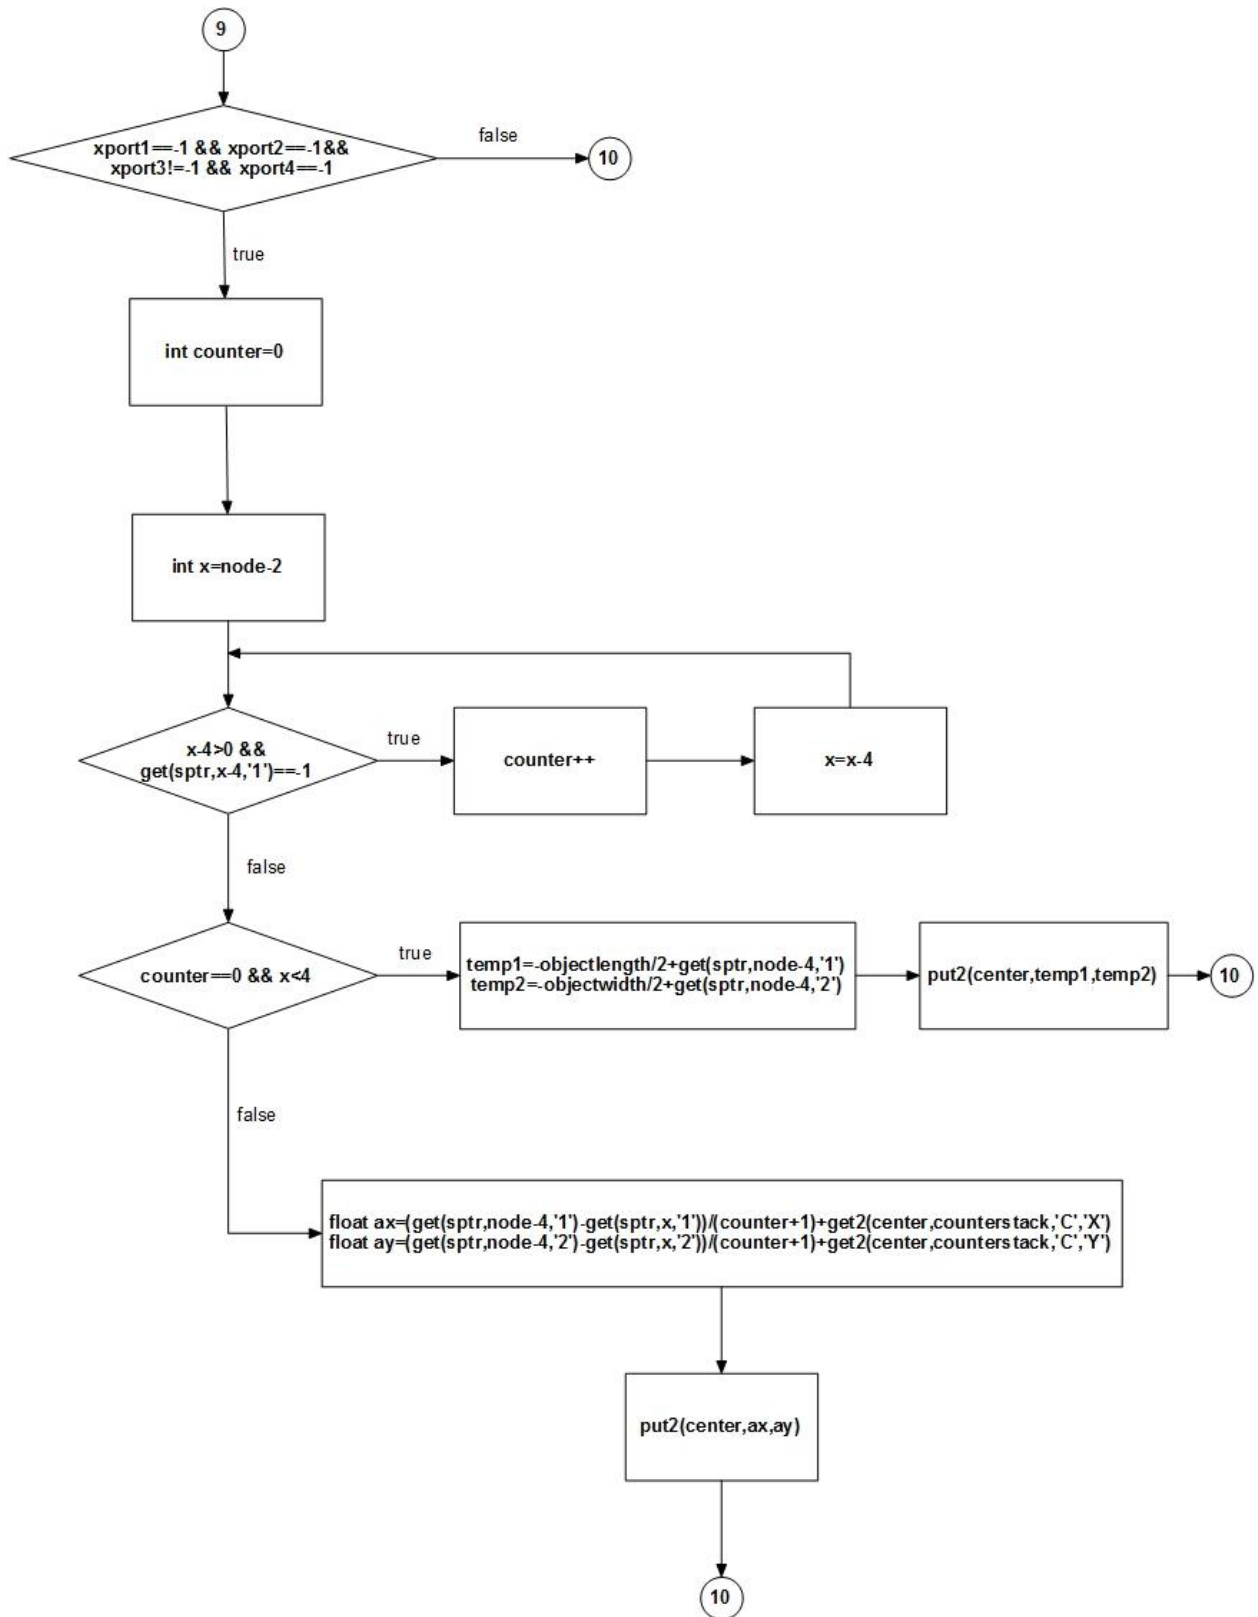 9
xport1==-1 && xport2==-1&&
xport3!=-1 && xport4==-1
false
10
true
int counter=0
int x=node-2
x-4>0 &&
get(sptr,x-4,'1')==-1
true
counter++
x=x-4
false
counter==0 && x<4
true
temp1=-objectlength/2+get(sptr,node-4,'1')
temp2=-objectwidth/2+get(sptr,node-4,'2')
put2(center,temp1,temp2)
10
false
float ax=(get(sptr,node-4,'1')-get(sptr,x,'1'))/(counter+1)+get2(center,counterstack,'C','X')
float ay=(get(sptr,node-4,'2')-get(sptr,x,'2'))/(counter+1)+get2(center,counterstack,'C','Y')
put2(center,ax,ay)
10